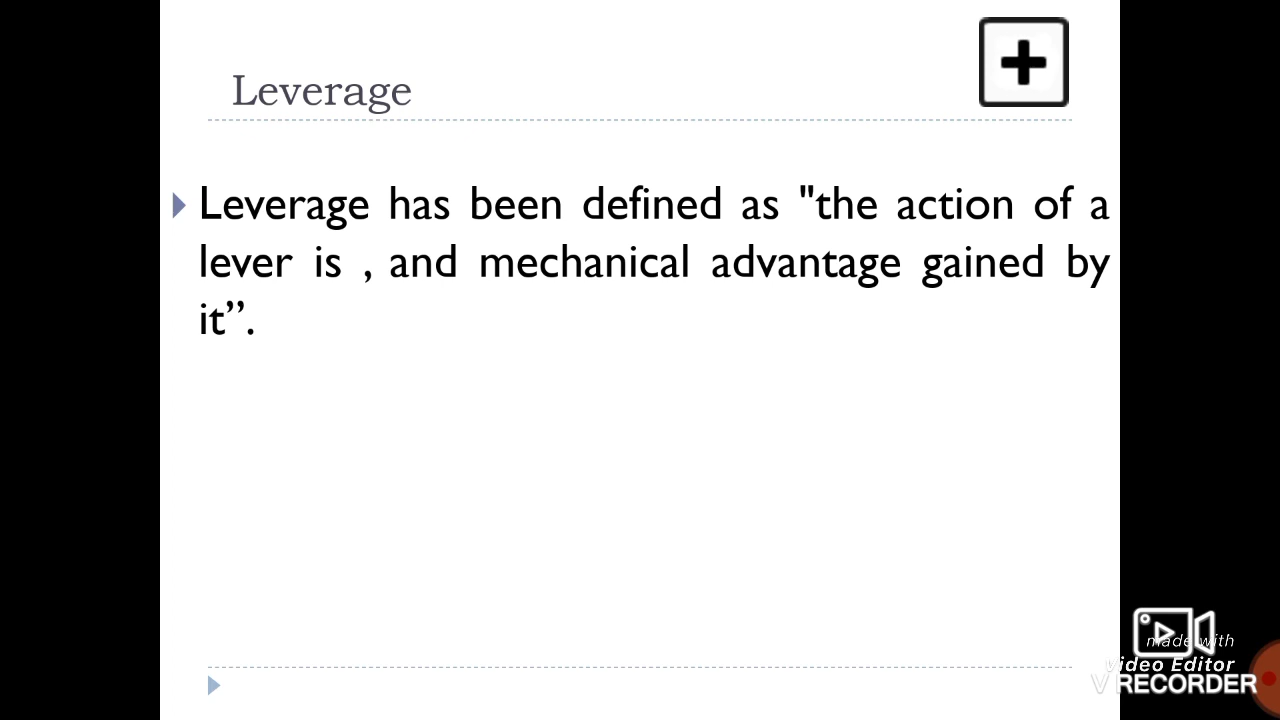 Leverage
Leverage has been defined as "the action of a
lever is , and mechanical advantage gained by
it”.
made with
Video Editor
V RECORDER